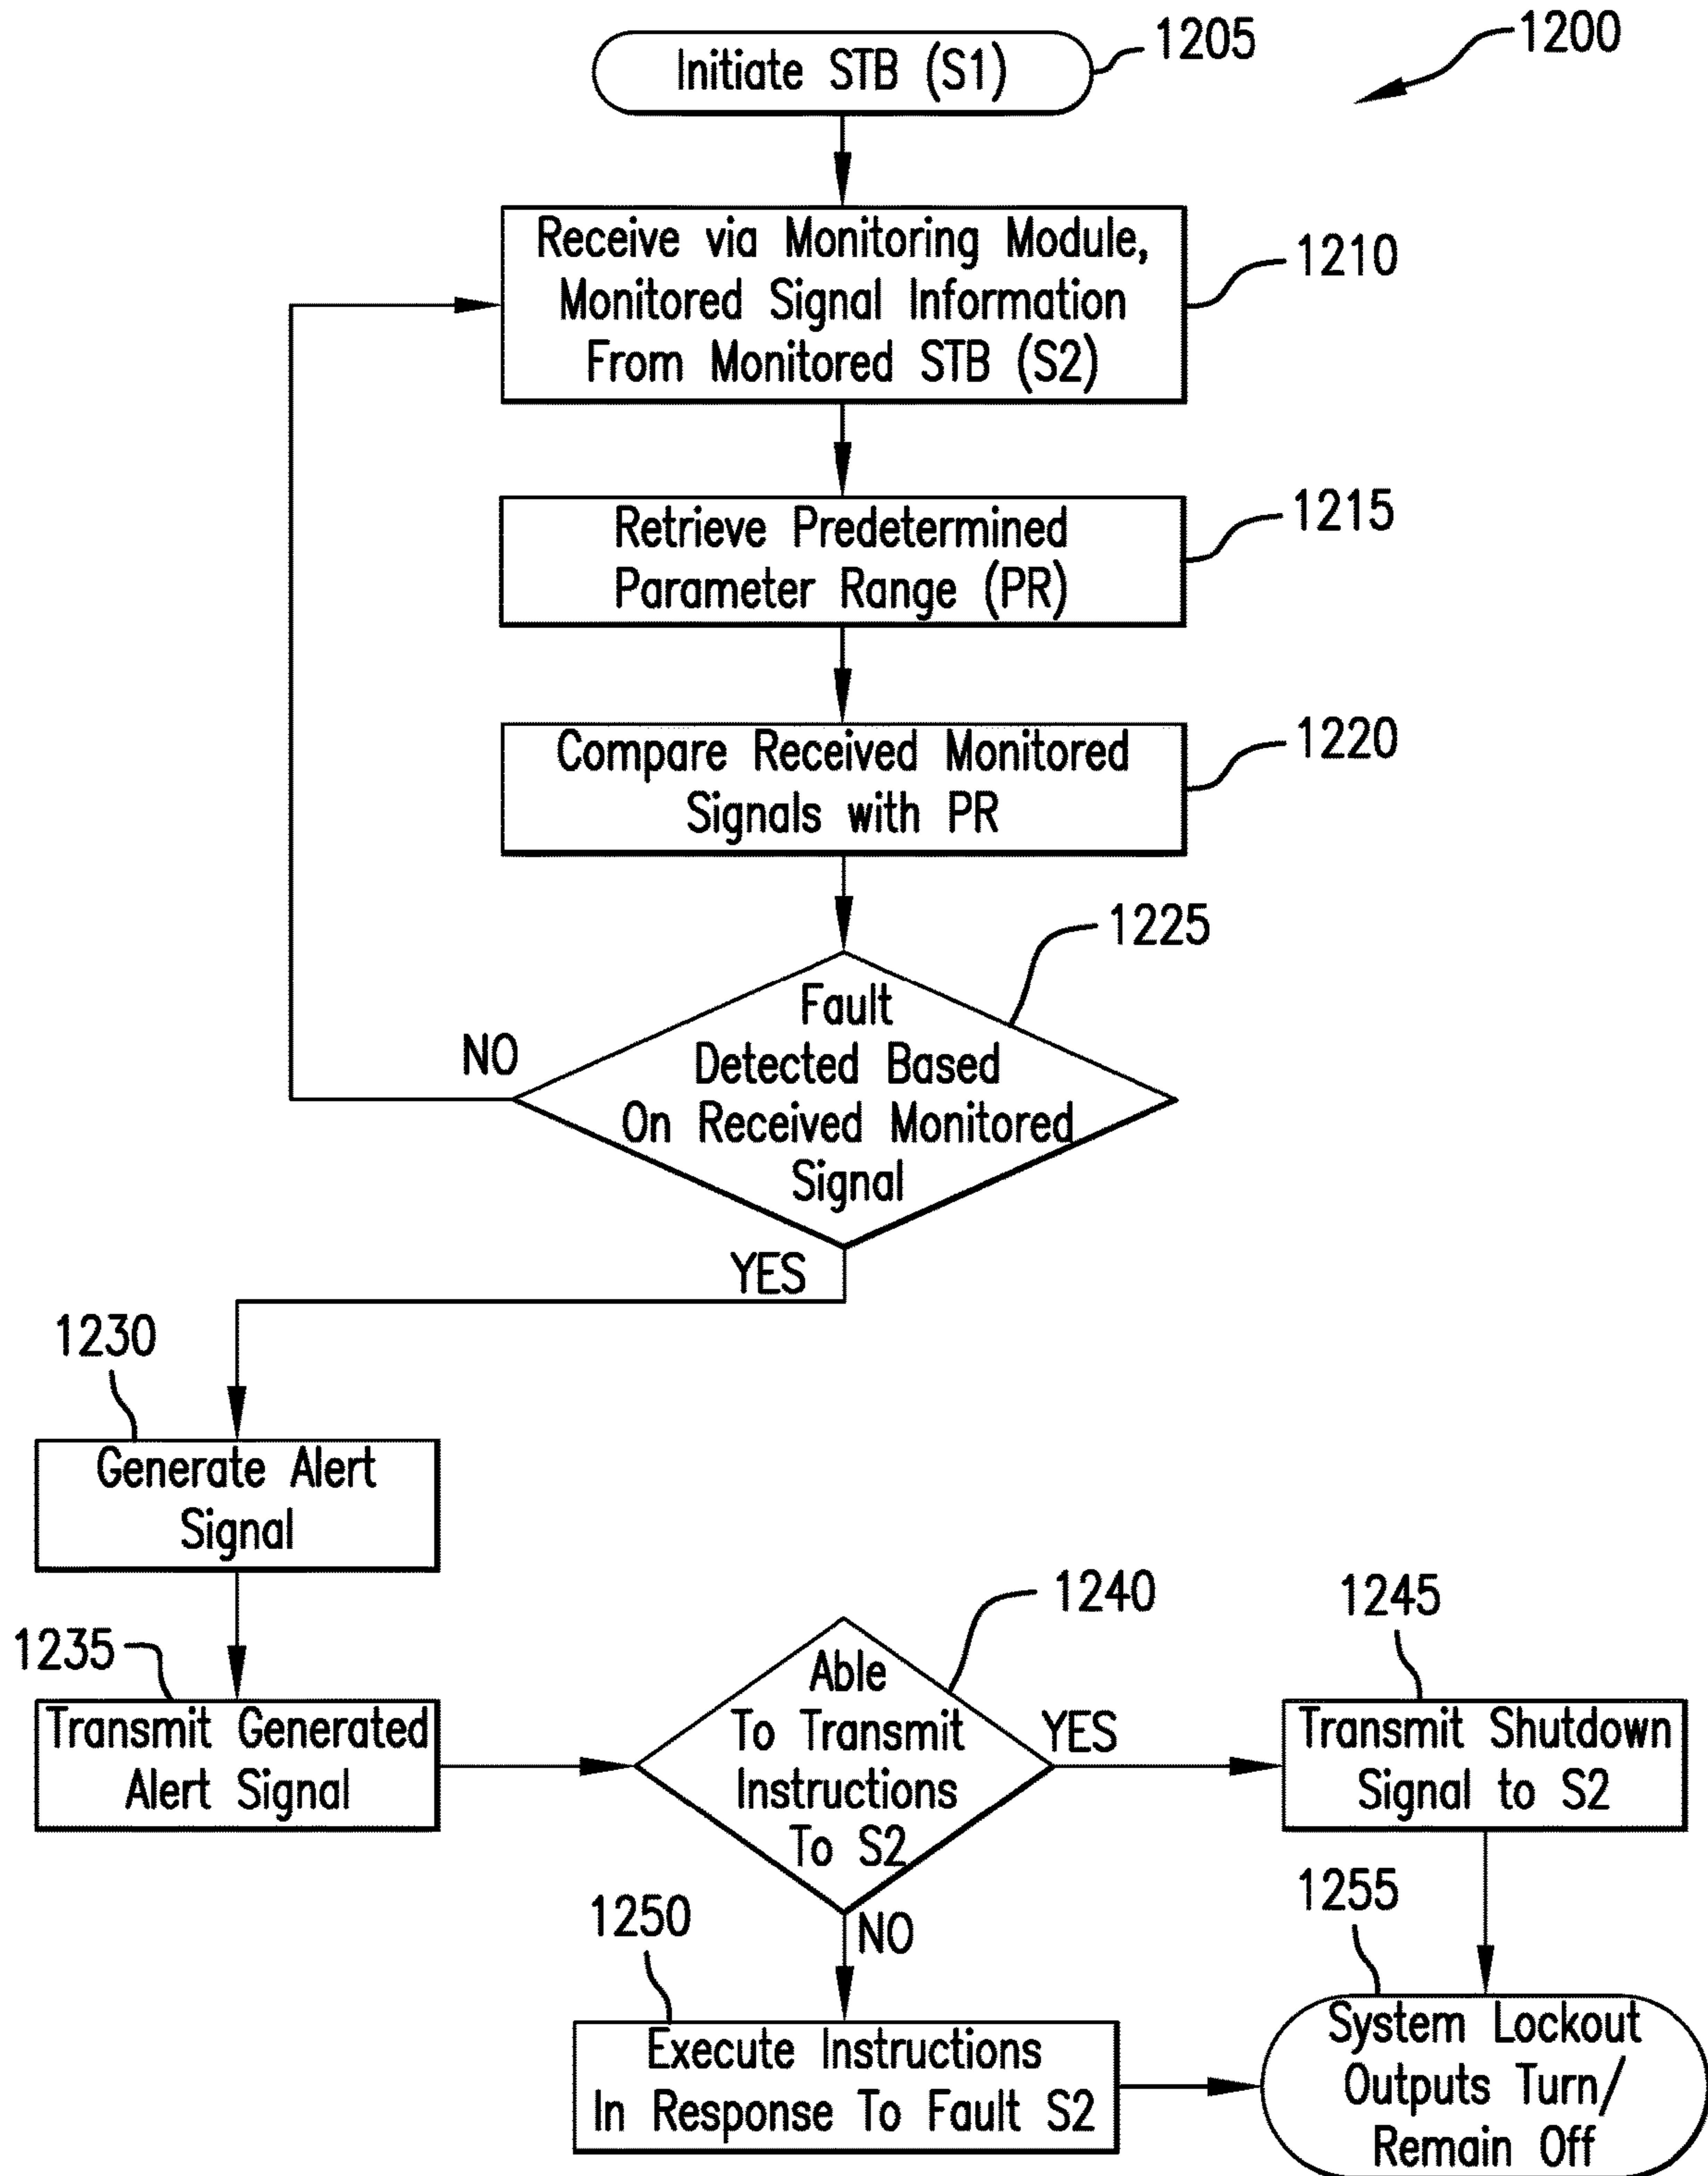 Initiate STB (S1)
1205
1200
Receive via Monitoring Module,
Monitored Signal Information
From Monitored STB (S2)
1210
Retrieve Predetermined
Parameter Range (PR)
1215
Compare Received Monitored
Signals with PR
1220
1225
Fault
Detected Based
On Received Monitored
Signal
NO
YES
1230
Generate Alert
Signal
1235
Transmit Generated
Alert Signal
1240
Able
To Transmit
Instructions
To S2
YES
NO
1245
Transmit Shutdown
Signal to S2
1250
Execute Instructions
In Response To Fault S2
1255
System Lockout
Outputs Turn/
Remain Off